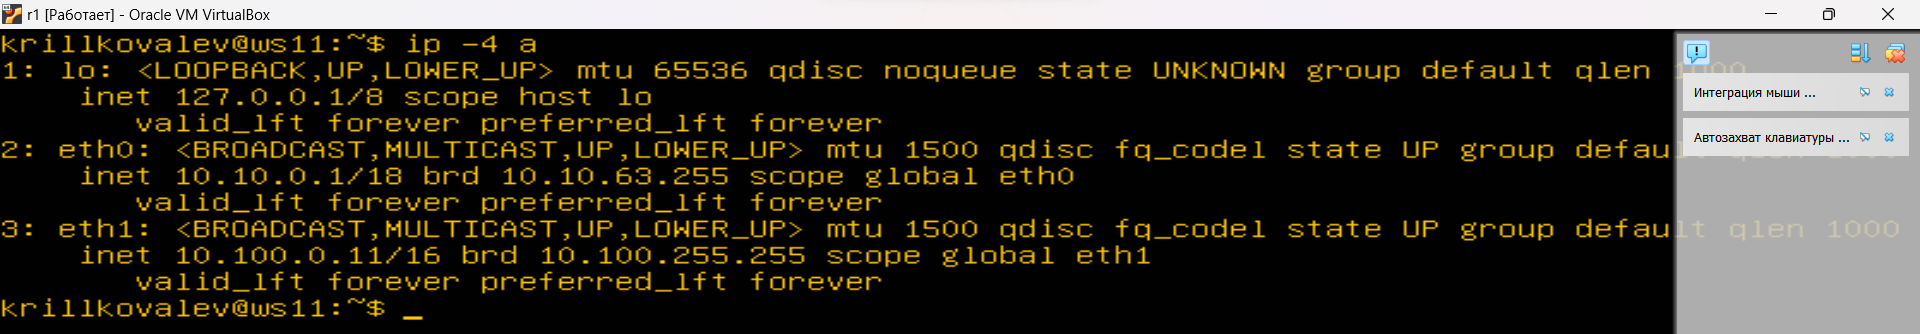 r1 [Работает] - Oracle VM VirtualBox
krillkovalev@ws11:~$ ip -4 a
1: lo: <LOOPBACK,UP,LOWER_UP> mtu 65536 qdisc noqueue state UNKNOWN group default qlen 1000
inet 127.0.0.1/8 scope host lo
valid_lft forever preferred_lft forever
2: eth0: <BROADCAST,MULTICAST,UP,LOWER_UP> mtu 1500 qdisc fq_codel state UP group default qlen 1000
inet 10.10.0.1/18 brd 10.10.63.255 scope global eth0
valid_lft forever preferred_lft forever
3: eth1: <BROADCAST,MULTICAST,UP,LOWER_UP> mtu 1500 qdisc fq_codel state UP group default qlen 1000
inet 10.100.0.11/16 brd 10.100.255.255 scope global eth1
valid_lft forever preferred_lft forever
krillkovalev@ws11:~$ _
Интеграция мыши ...
Автозахват клавиатуры ...